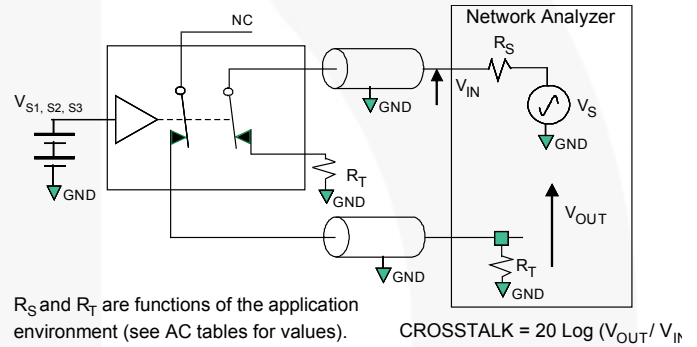 Network Analyzer
NC
R_S
V_IN
GND
V_S
GND
V_S1, S2, S3
GND
R_T
GND
V_OUT
R_T
GND
GND
R_S and R_T are functions of the application
environment (see AC tables for values).
CROSSTALK = 20 Log (V_OUT / V_IN